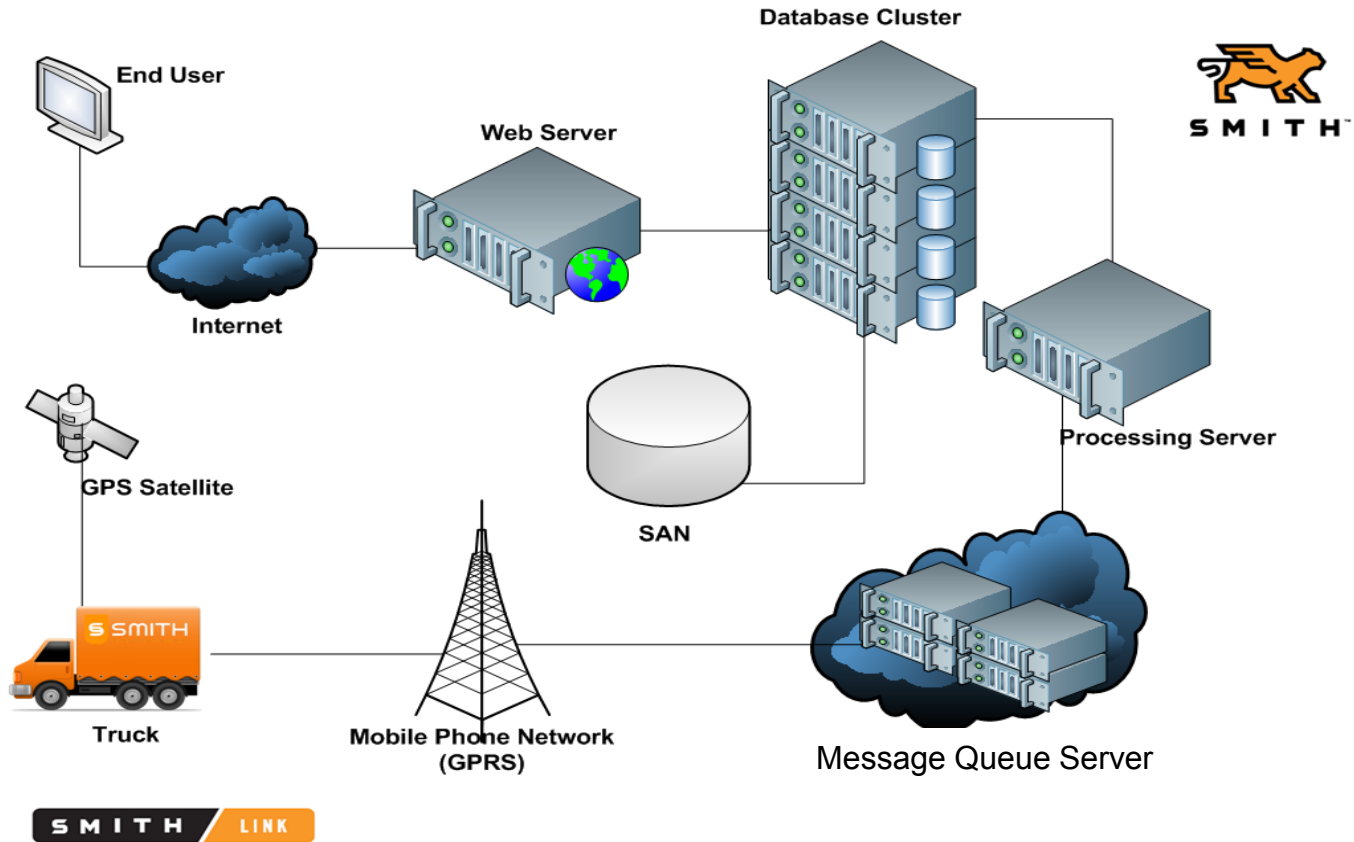 Database Cluster
End User
SMITH™
Web Server
Internet
Processing Server
GPS Satellite
SAN
S SMITH
Truck
Mobile Phone Network
(GPRS)
Message Queue Server
SMITH LINK